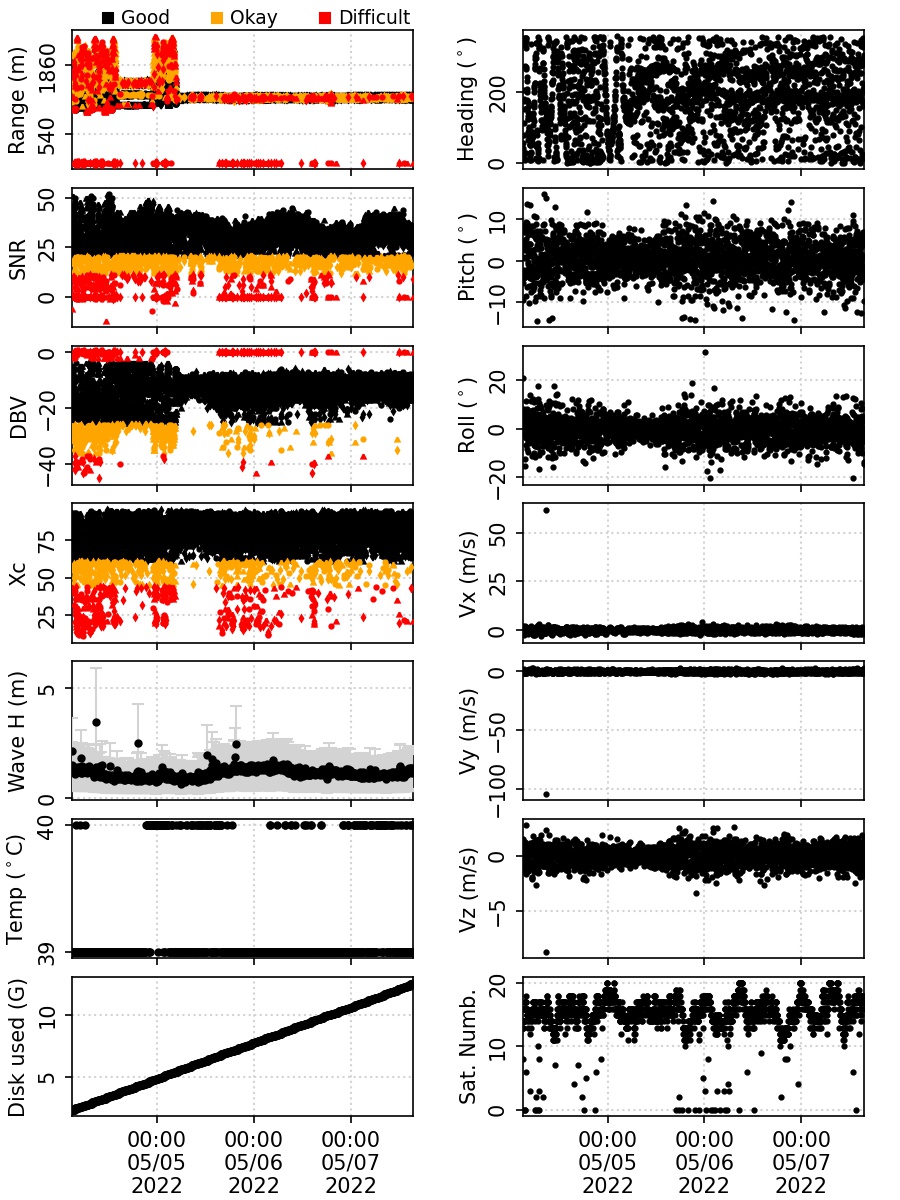 Good Okay Difficult
Range (m)
1860
540
SNR
50
25
0
DBV
0
−20
−40
Xc
75
50
25
Wave H (m)
5
0
Temp (°C)
40
39
Disk used (G)
10
5
00:00 00:00 00:00
05/05 05/06 05/07
2022 2022 2022
Heading (°)
200
0
Pitch (°)
10
0
−10
Roll (°)
20
0
−20
Vx (m/s)
50
25
0
Vy (m/s)
0
−50
−100
Vz (m/s)
0
−5
Sat. Numb.
20
10
0
00:00 00:00 00:00
05/05 05/06 05/07
2022 2022 2022